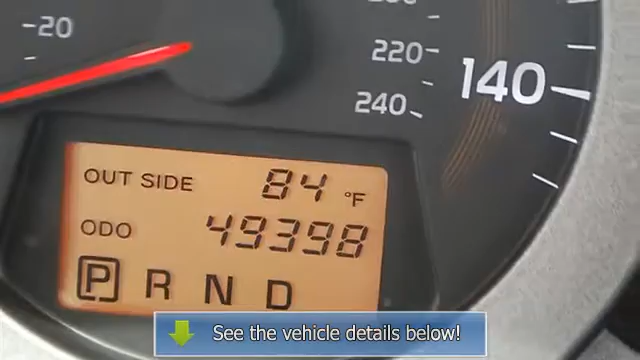 -20
220
240
140
OUT SIDE 84 °F
ODO 49398
P R N D
See the vehicle details below!